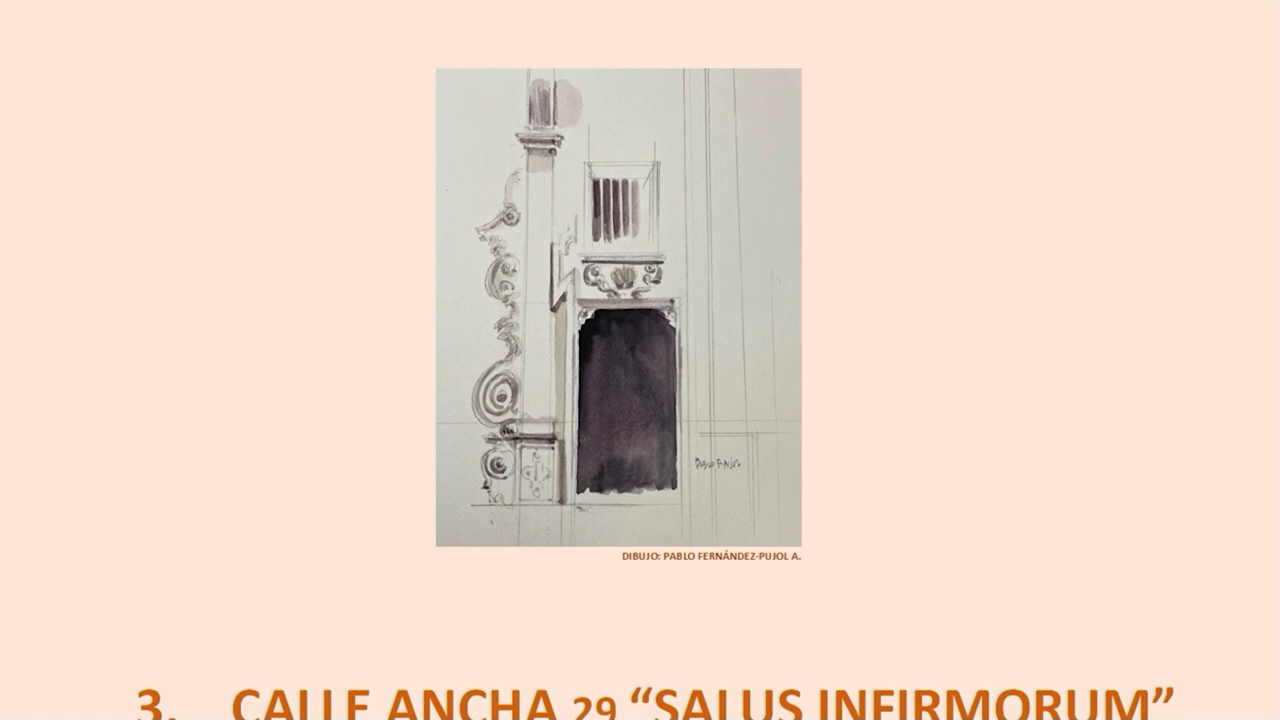 DIBUJO: PABLO FERNÁNDEZ-PUJOL A.
3. CALLE ANCHA 29 “SALUS INFIRMORUM”